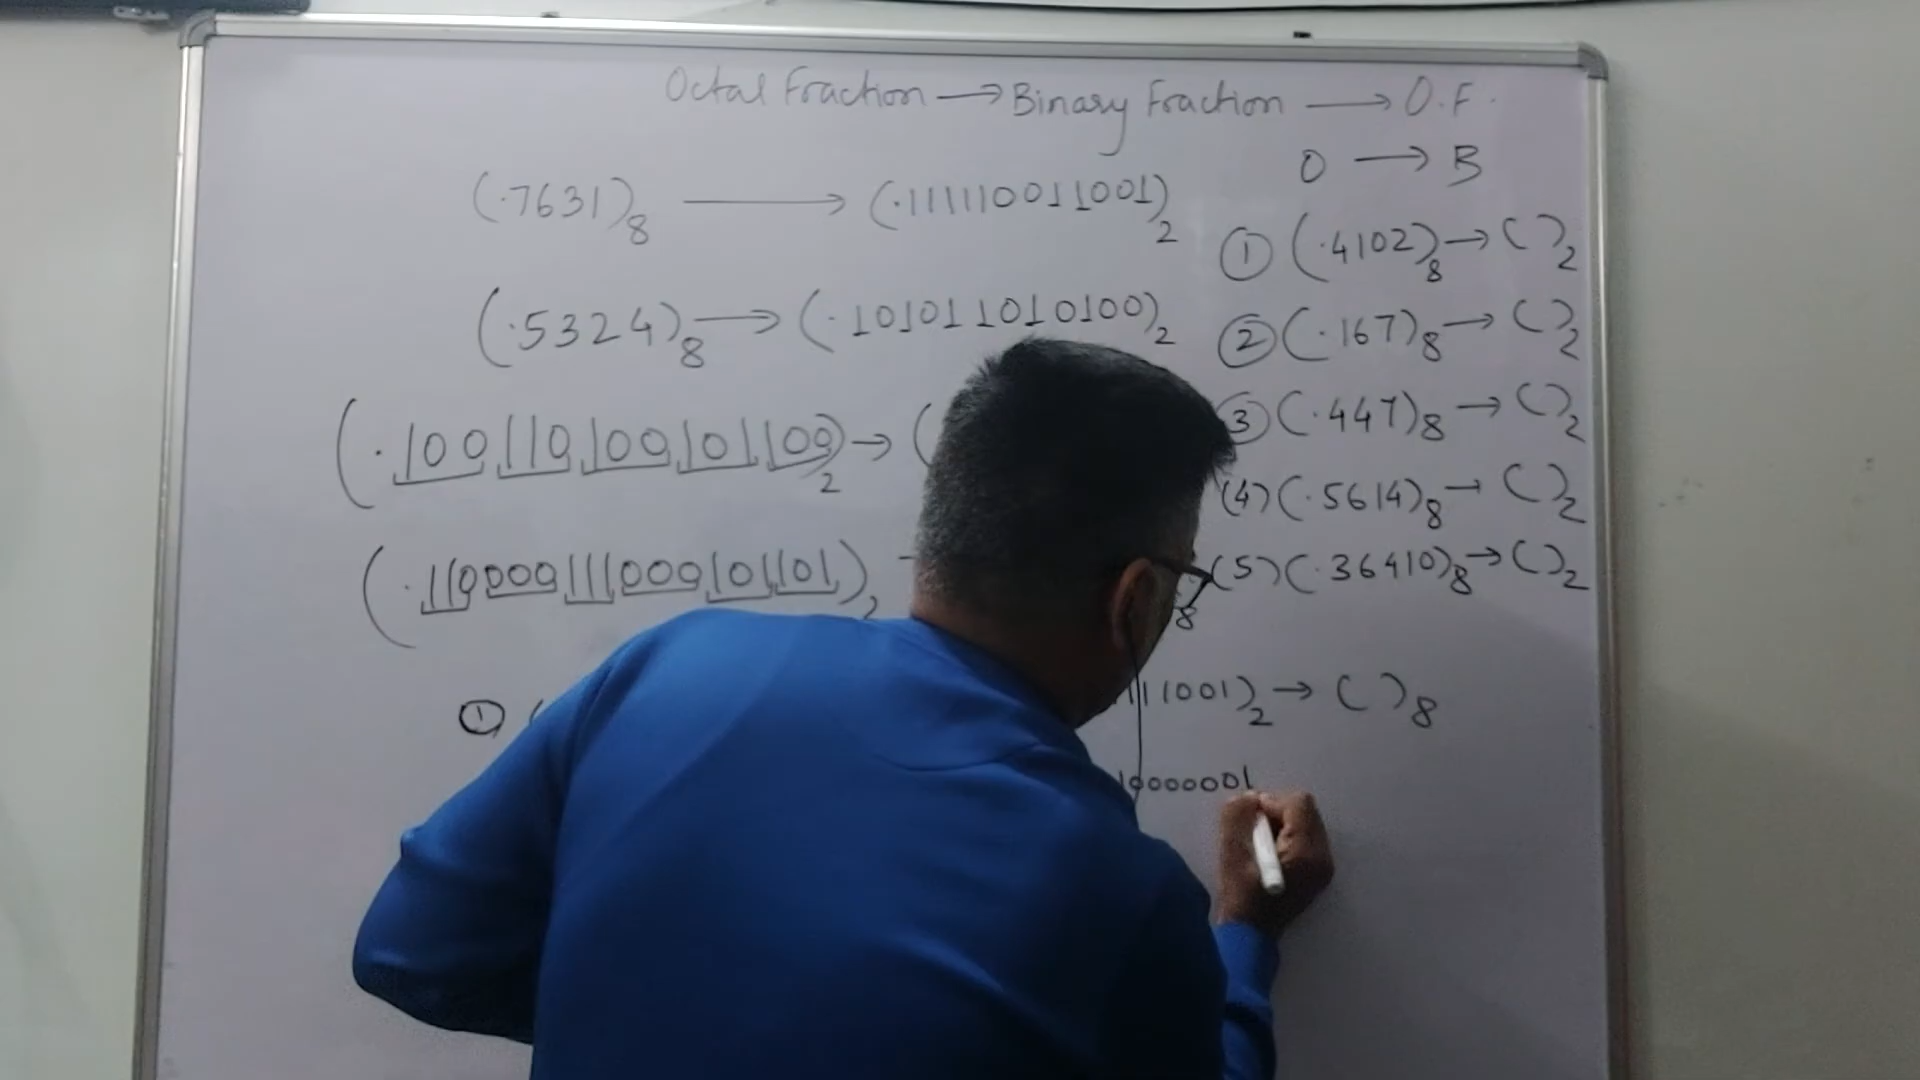 Octal Fraction → Binary Fraction → O.F.
O → B
(.7631)8 → (.111110011001)2
(.5324)8 → (.101011010100)2
(.100110100101100)2 → (
(.110000111000101101)2
8
① (
111001)2 → ( )8
10000001
① (.4102)8 → ( )2
② (.167)8 → ( )2
③ (.447)8 → ( )2
(4) (.5614)8 → ( )2
(5) (.36410)8 → ( )2